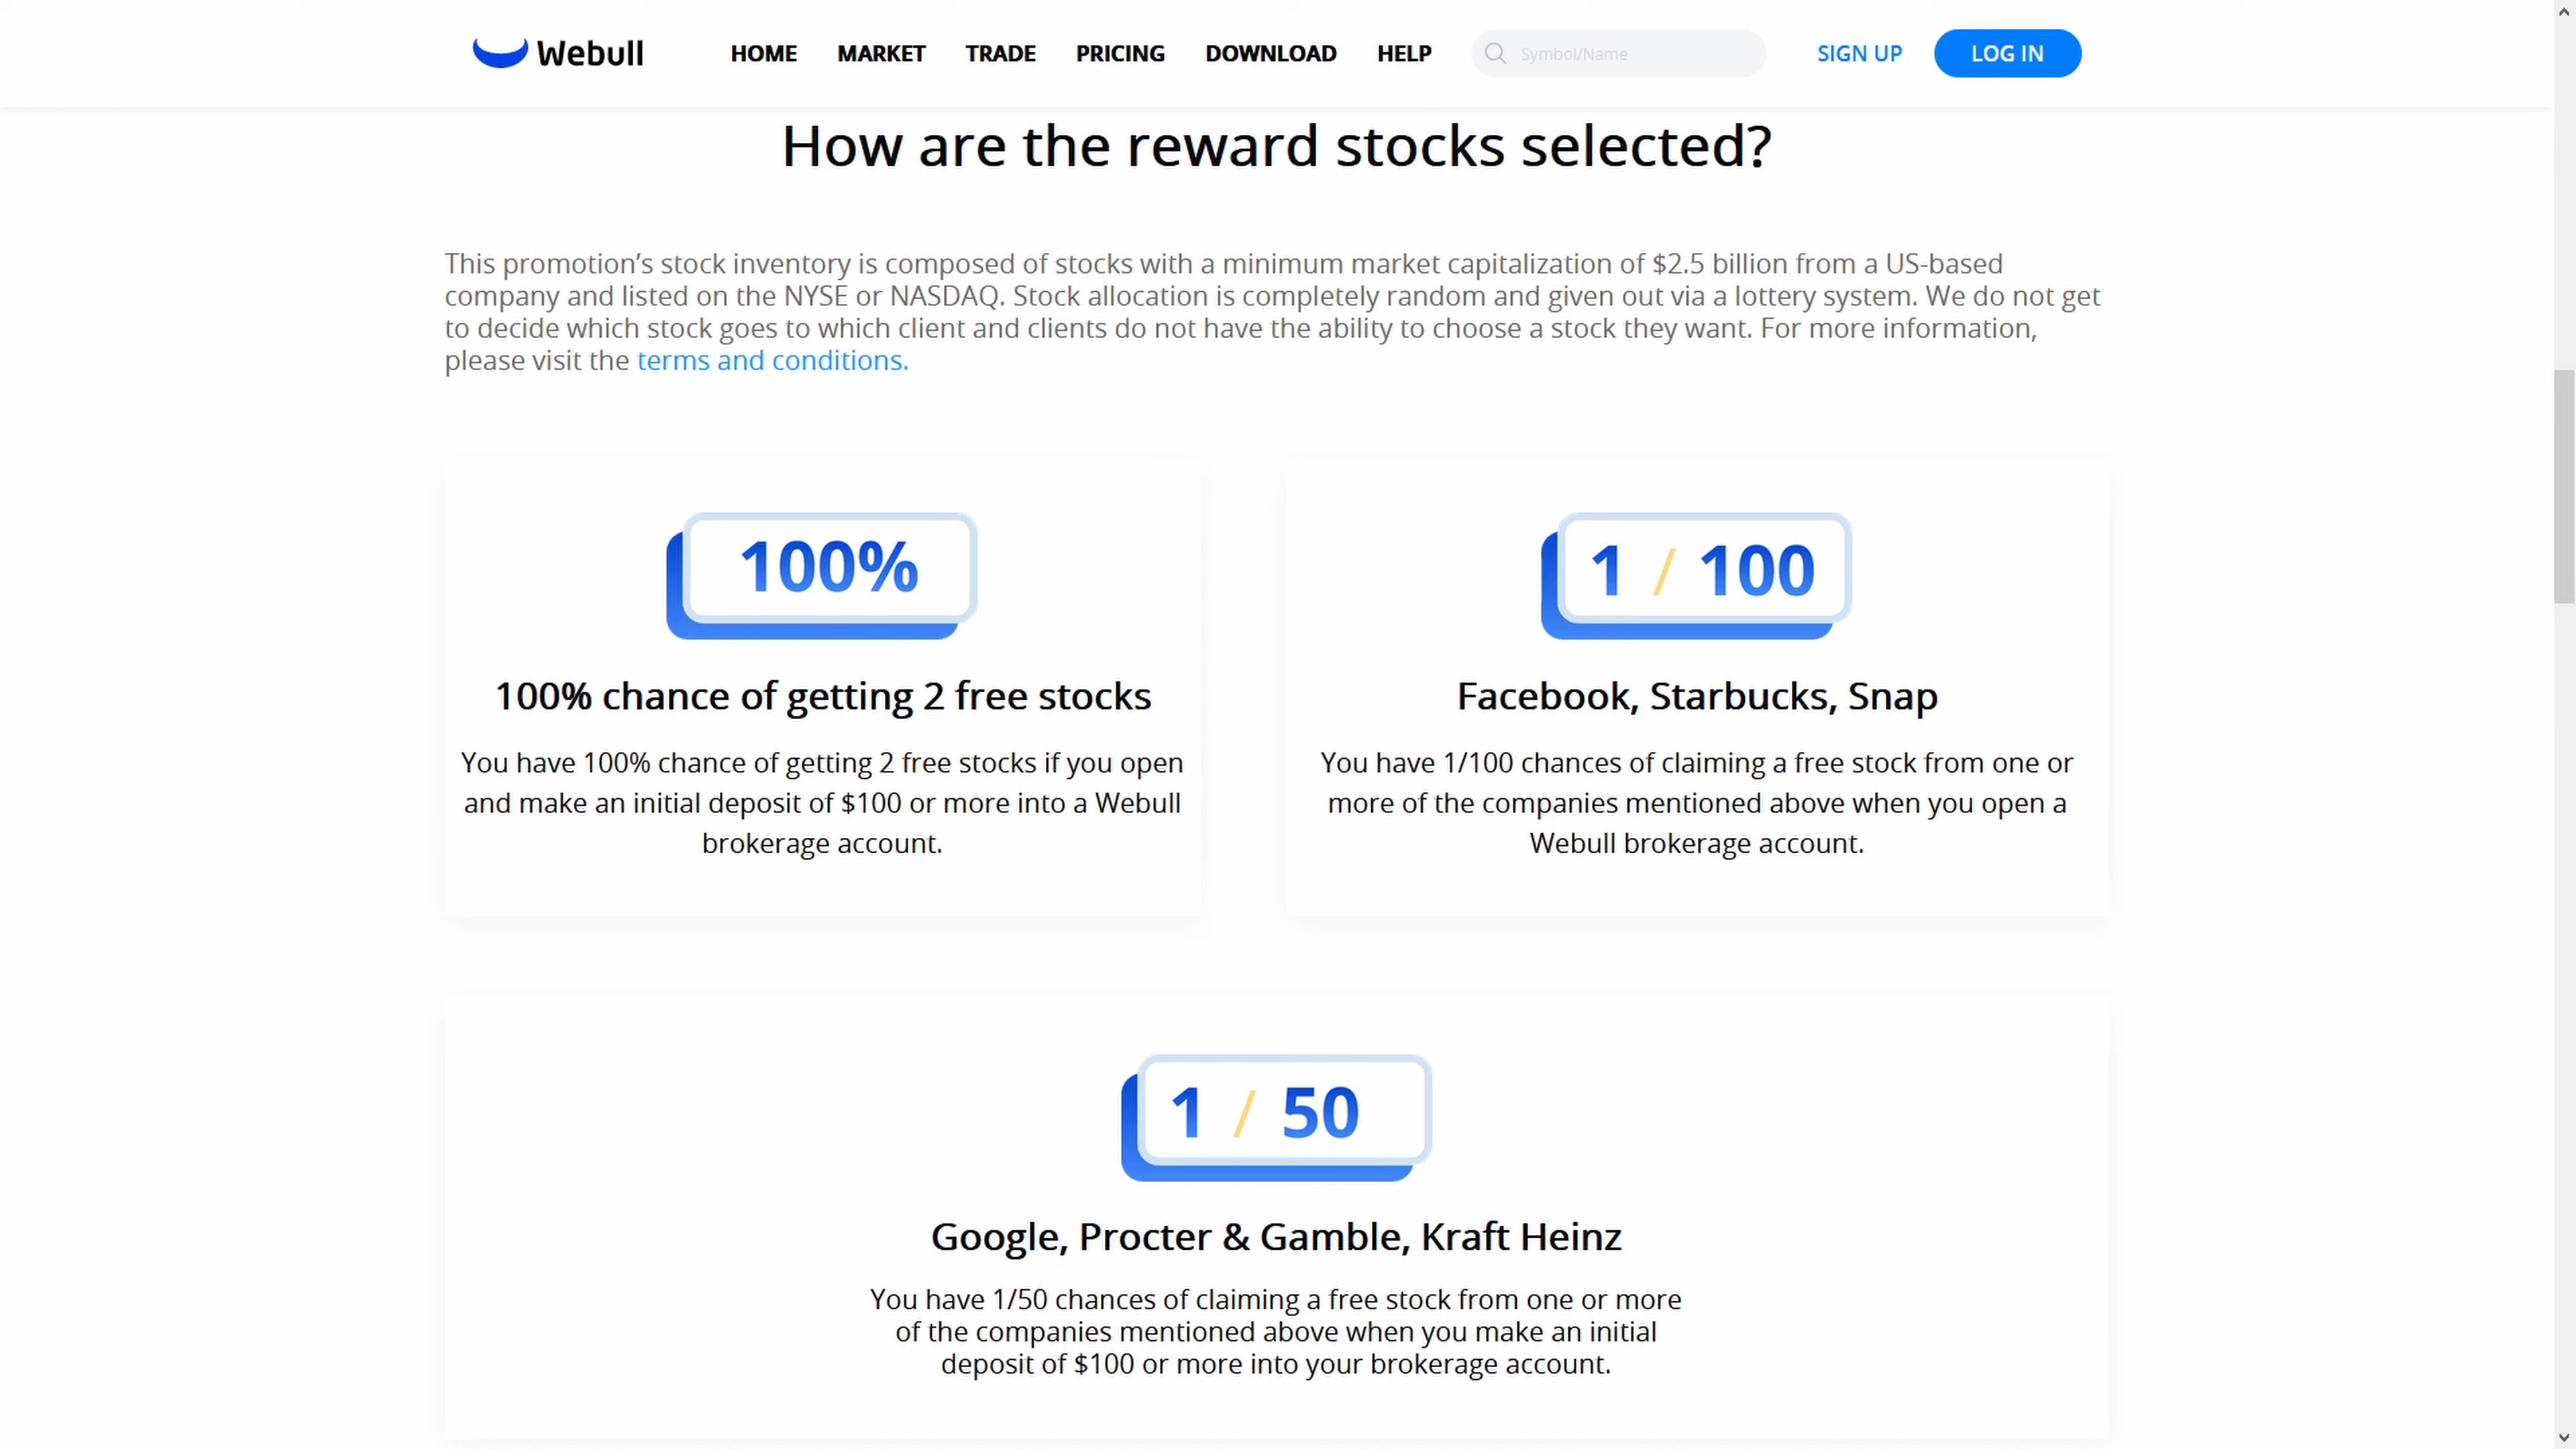 Webull HOME MARKET TRADE PRICING DOWNLOAD HELP Symbol/Name SIGN UP LOG IN
How are the reward stocks selected?
This promotion’s stock inventory is composed of stocks with a minimum market capitalization of $2.5 billion from a US-based
company and listed on the NYSE or NASDAQ. Stock allocation is completely random and given out via a lottery system. We do not get
to decide which stock goes to which client and clients do not have the ability to choose a stock they want. For more information,
please visit the terms and conditions.
100%
100% chance of getting 2 free stocks
You have 100% chance of getting 2 free stocks if you open
and make an initial deposit of $100 or more into a Webull
brokerage account.
1 / 100
Facebook, Starbucks, Snap
You have 1/100 chances of claiming a free stock from one or
more of the companies mentioned above when you open a
Webull brokerage account.
1 / 50
Google, Procter & Gamble, Kraft Heinz
You have 1/50 chances of claiming a free stock from one or more
of the companies mentioned above when you make an initial
deposit of $100 or more into your brokerage account.